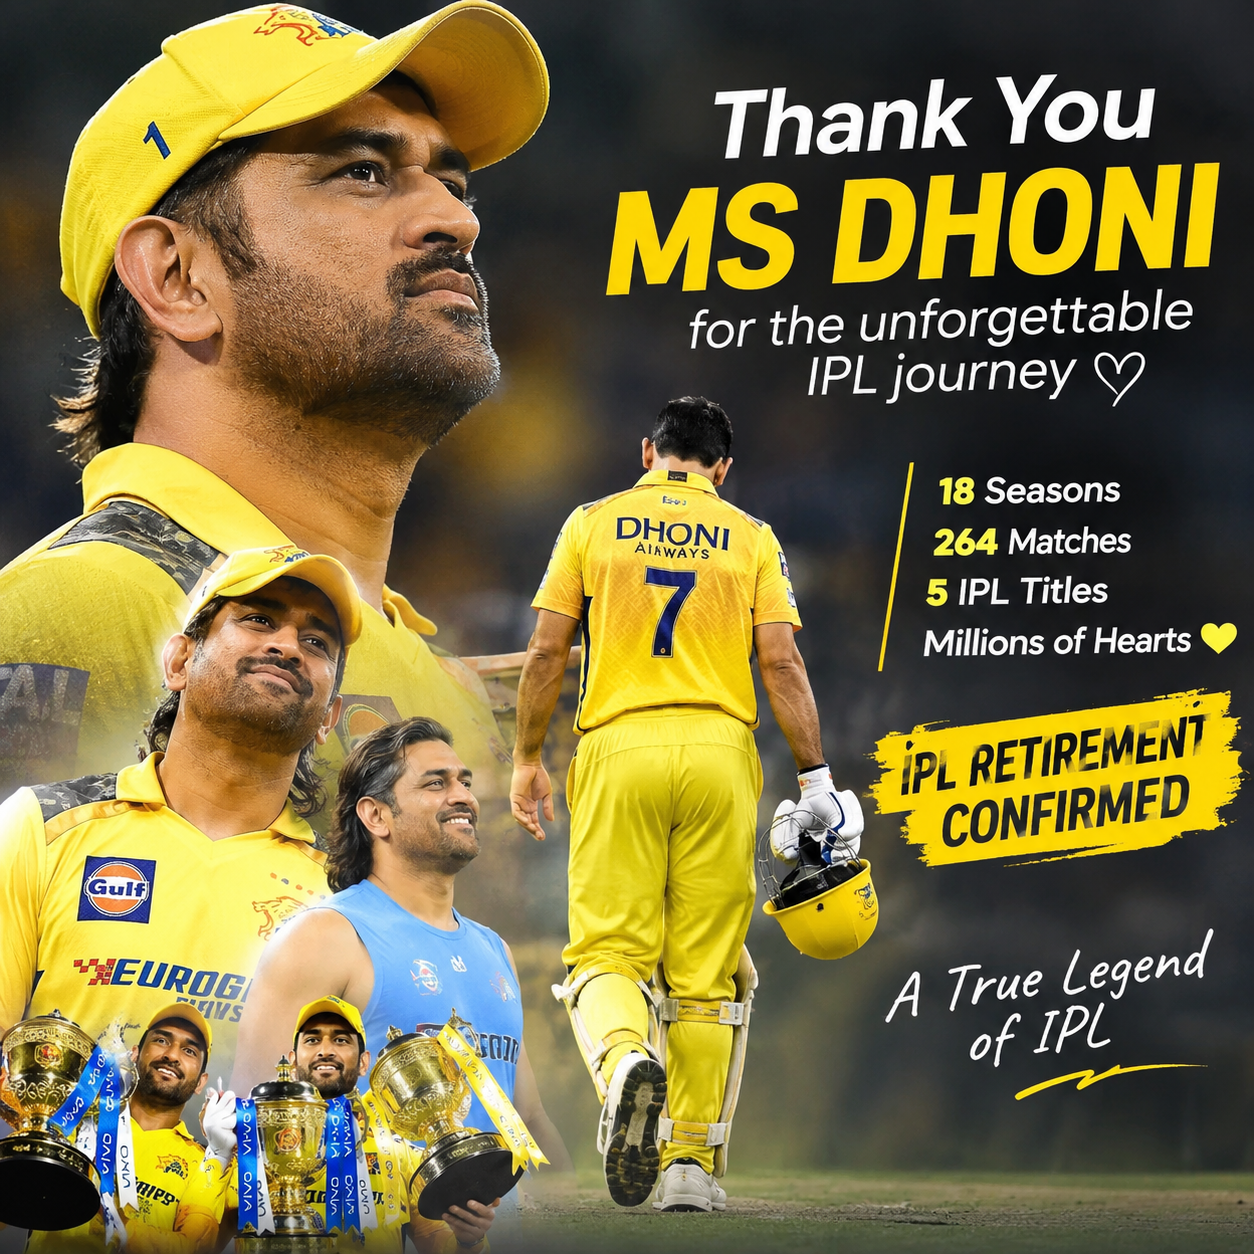 Thank You
MS DHONI
for the unforgettable
IPL journey
18 Seasons
264 Matches
5 IPL Titles
Millions of Hearts
IPL RETIREMENT
CONFIRMED
A True Legend
of IPL
DHONI
AIRWAYS
7
1
Gulf
EUROG